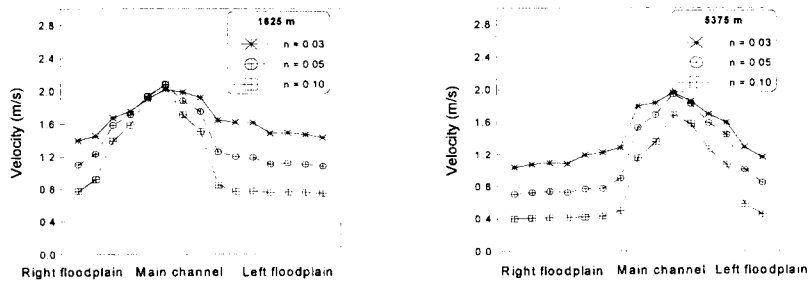 1625 m
n = 0 03
n = 0 05
n = 0 10
2.8
2.4
2.0
1.6
1.2
0.8
0.4
0.0
Velocity (m/s)
Right floodplain Main channel Left floodplain
5375 m
n = 0 03
n = 0 05
n = 0 10
2.8
2.4
2.0
1.6
1.2
0.8
0 4
0 0
Velocity (m/s)
Right floodplain Main channel Left floodplain